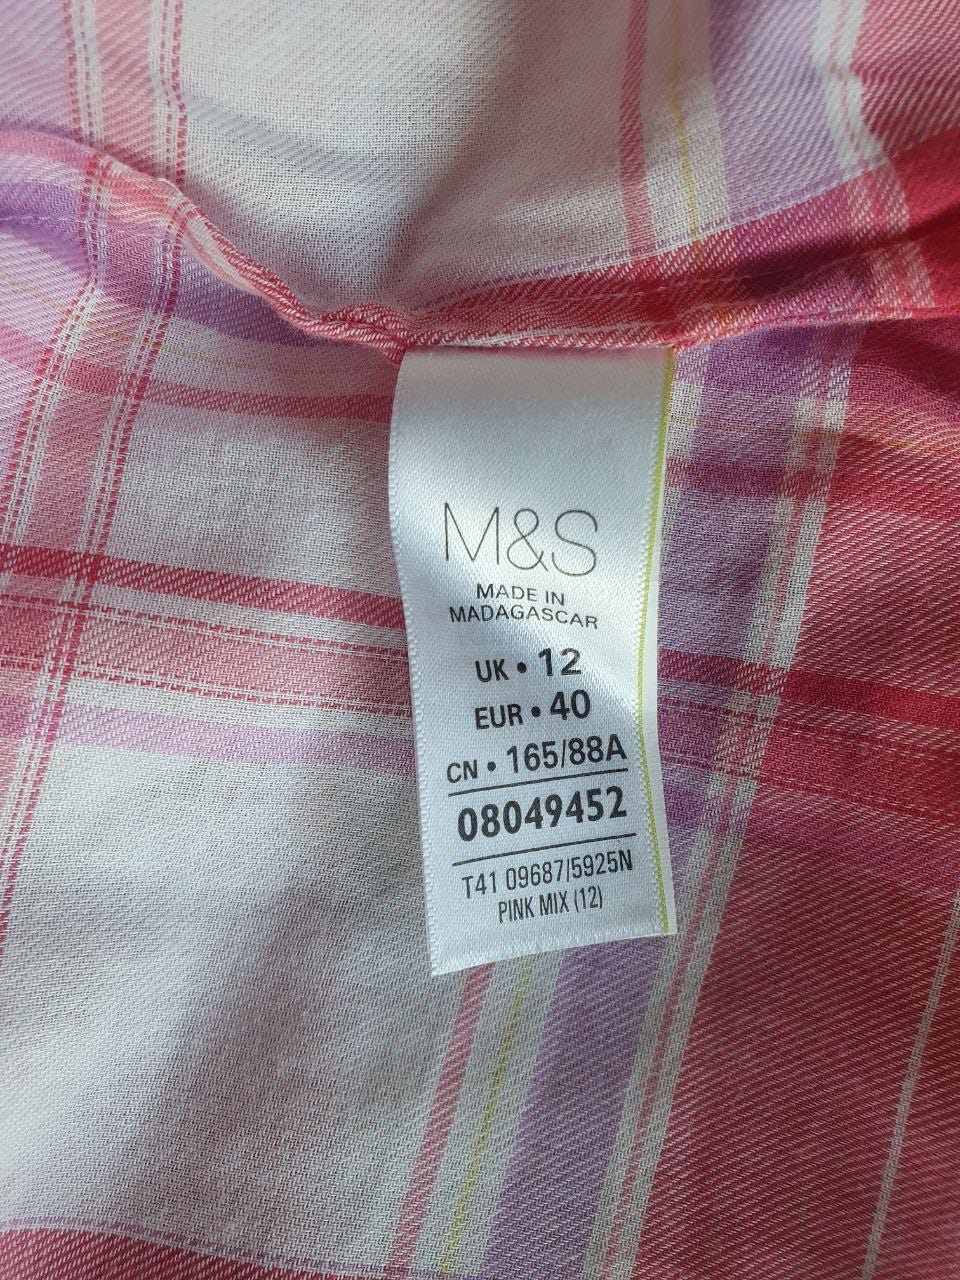 M&S
MADE IN
MADAGASCAR
UK • 12
EUR • 40
CN • 165/88A
08049452
T41 09687/5925N
PINK MIX (12)